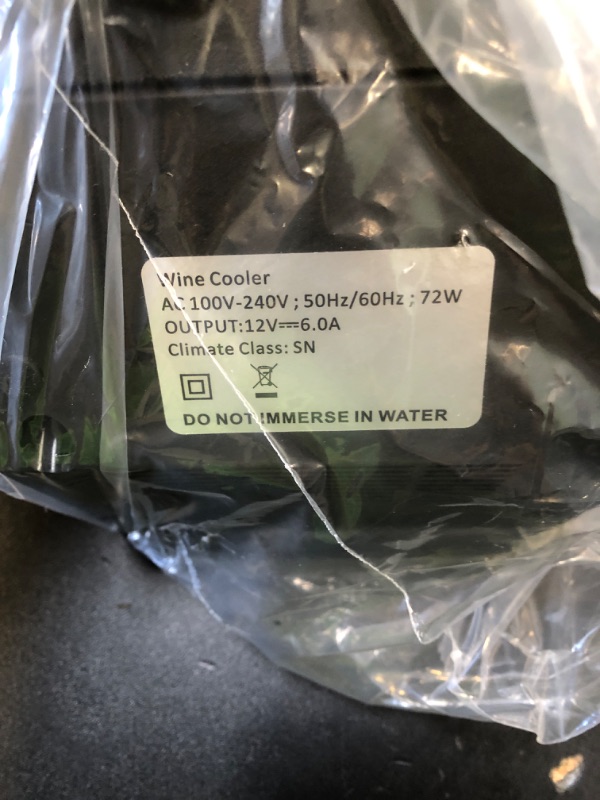 Wine Cooler
AC 100V-240V ; 50Hz/60Hz ; 72W
OUTPUT:12V⎓6.0A
Climate Class: SN
DO NOT IMMERSE IN WATER